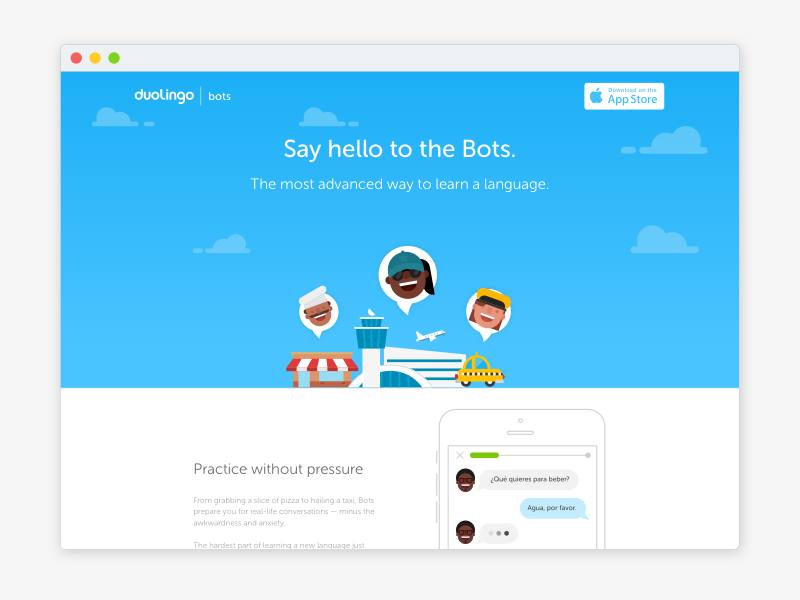 duolingo | bots
Download on the
App Store
Say hello to the Bots.
The most advanced way to learn a language.
Practice without pressure
From grabbing a slice of pizza to hailing a taxi, Bots
prepare you for real-life conversations — minus the
awkwardness and anxiety.
The hardest part of learning a new language just
¿Qué quieres para beber?
Agua, por favor.